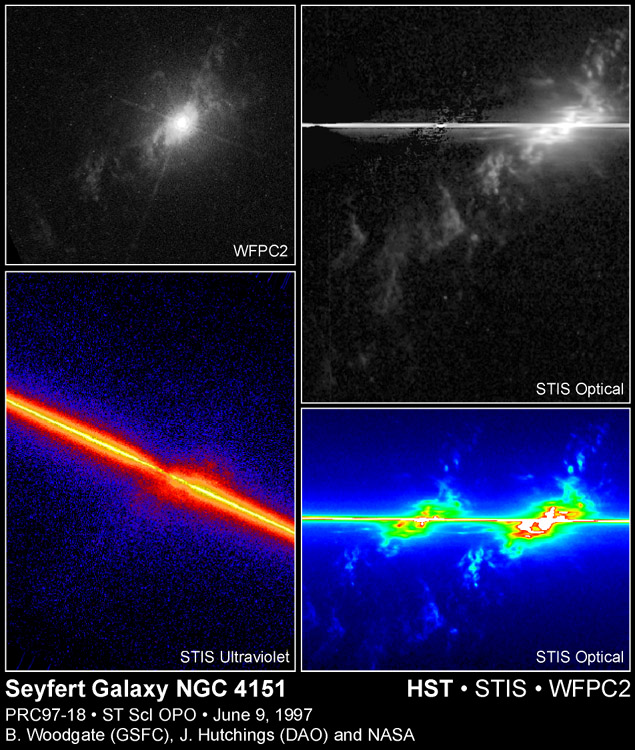 WFPC2
STIS Optical
STIS Ultraviolet
STIS Optical
Seyfert Galaxy NGC 4151
HST • STIS • WFPC2
PRC97-18 • ST ScI OPO • June 9, 1997
B. Woodgate (GSFC), J. Hutchings (DAO) and NASA